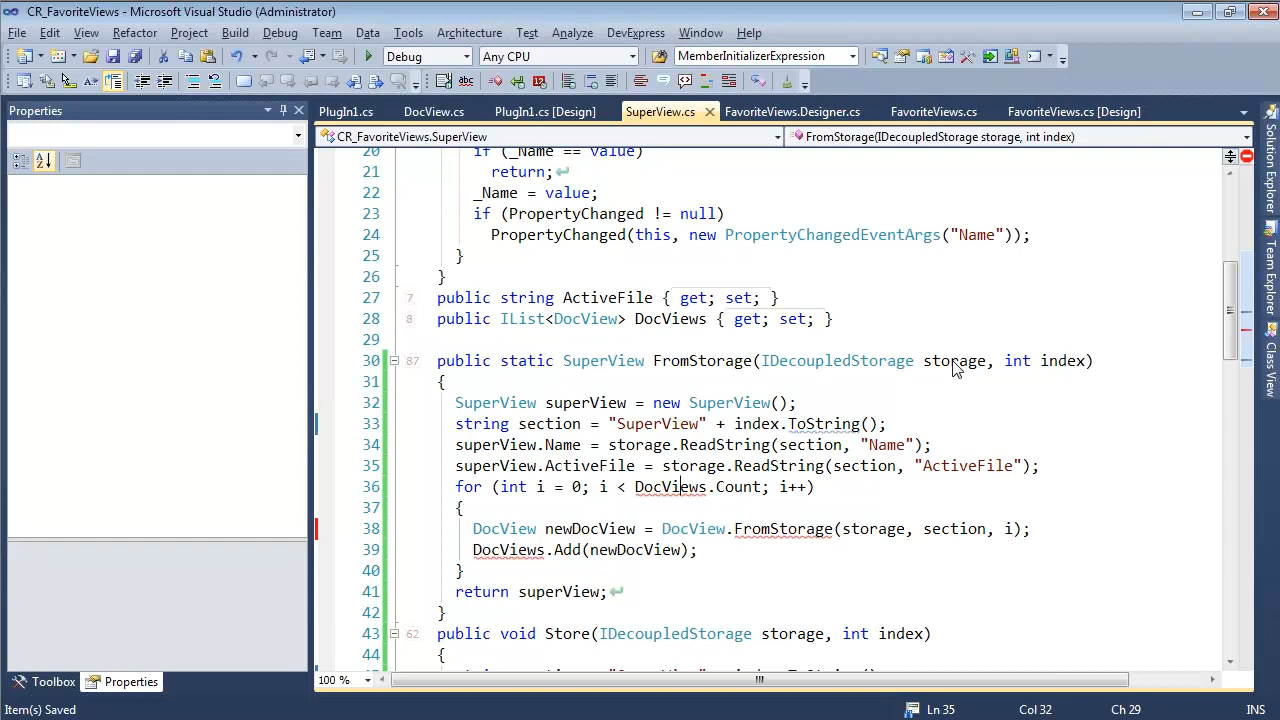 CR_FavoriteViews - Microsoft Visual Studio (Administrator)
File Edit View Refactor Project Build Debug Team Data Tools Architecture Test Analyze DevExpress Window Help
Debug Any CPU MemberInitializerExpression
Properties
PlugIn1.cs DocView.cs PlugIn1.cs [Design] SuperView.cs FavoriteViews.Designer.cs FavoriteViews.cs FavoriteViews.cs [Design]
CR_FavoriteViews.SuperView FromStorage(IDecoupledStorage storage, int index)
20 if (_Name == value)
21 return;
22 _Name = value;
23 if (PropertyChanged != null)
24 PropertyChanged(this, new PropertyChangedEventArgs("Name"));
25 }
26 }
27 7 public string ActiveFile { get; set; }
28 8 public IList<DocView> DocViews { get; set; }
29
30 87 public static SuperView FromStorage(IDecoupledStorage storage, int index)
31 {
32 SuperView superView = new SuperView();
33 string section = "SuperView" + index.ToString();
34 superView.Name = storage.ReadString(section, "Name");
35 superView.ActiveFile = storage.ReadString(section, "ActiveFile");
36 for (int i = 0; i < DocViews.Count; i++)
37 {
38 DocView newDocView = DocView.FromStorage(storage, section, i);
39 DocViews.Add(newDocView);
40 }
41 return superView;
42 }
43 62 public void Store(IDecoupledStorage storage, int index)
44 {
Solution Explorer
Team Explorer
Class View
Toolbox Properties
100 %
Item(s) Saved Ln 35 Col 32 Ch 29 INS